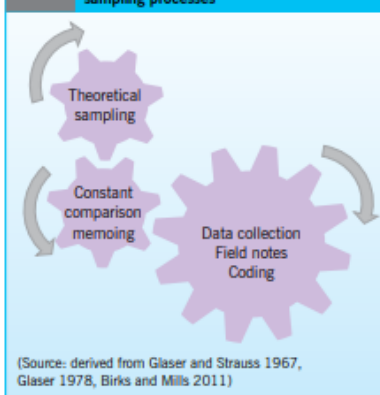 sampling processes
Theoretical
sampling
Constant
comparison
memoing
Data collection
Field notes
Coding
(Source: derived from Glaser and Strauss 1967,
Glaser 1978, Birks and Mills 2011)